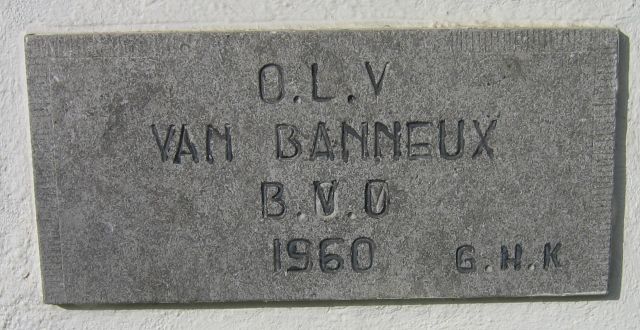 O.L.V
VAN BANNEUX
B.V.O
1960 G.H.K